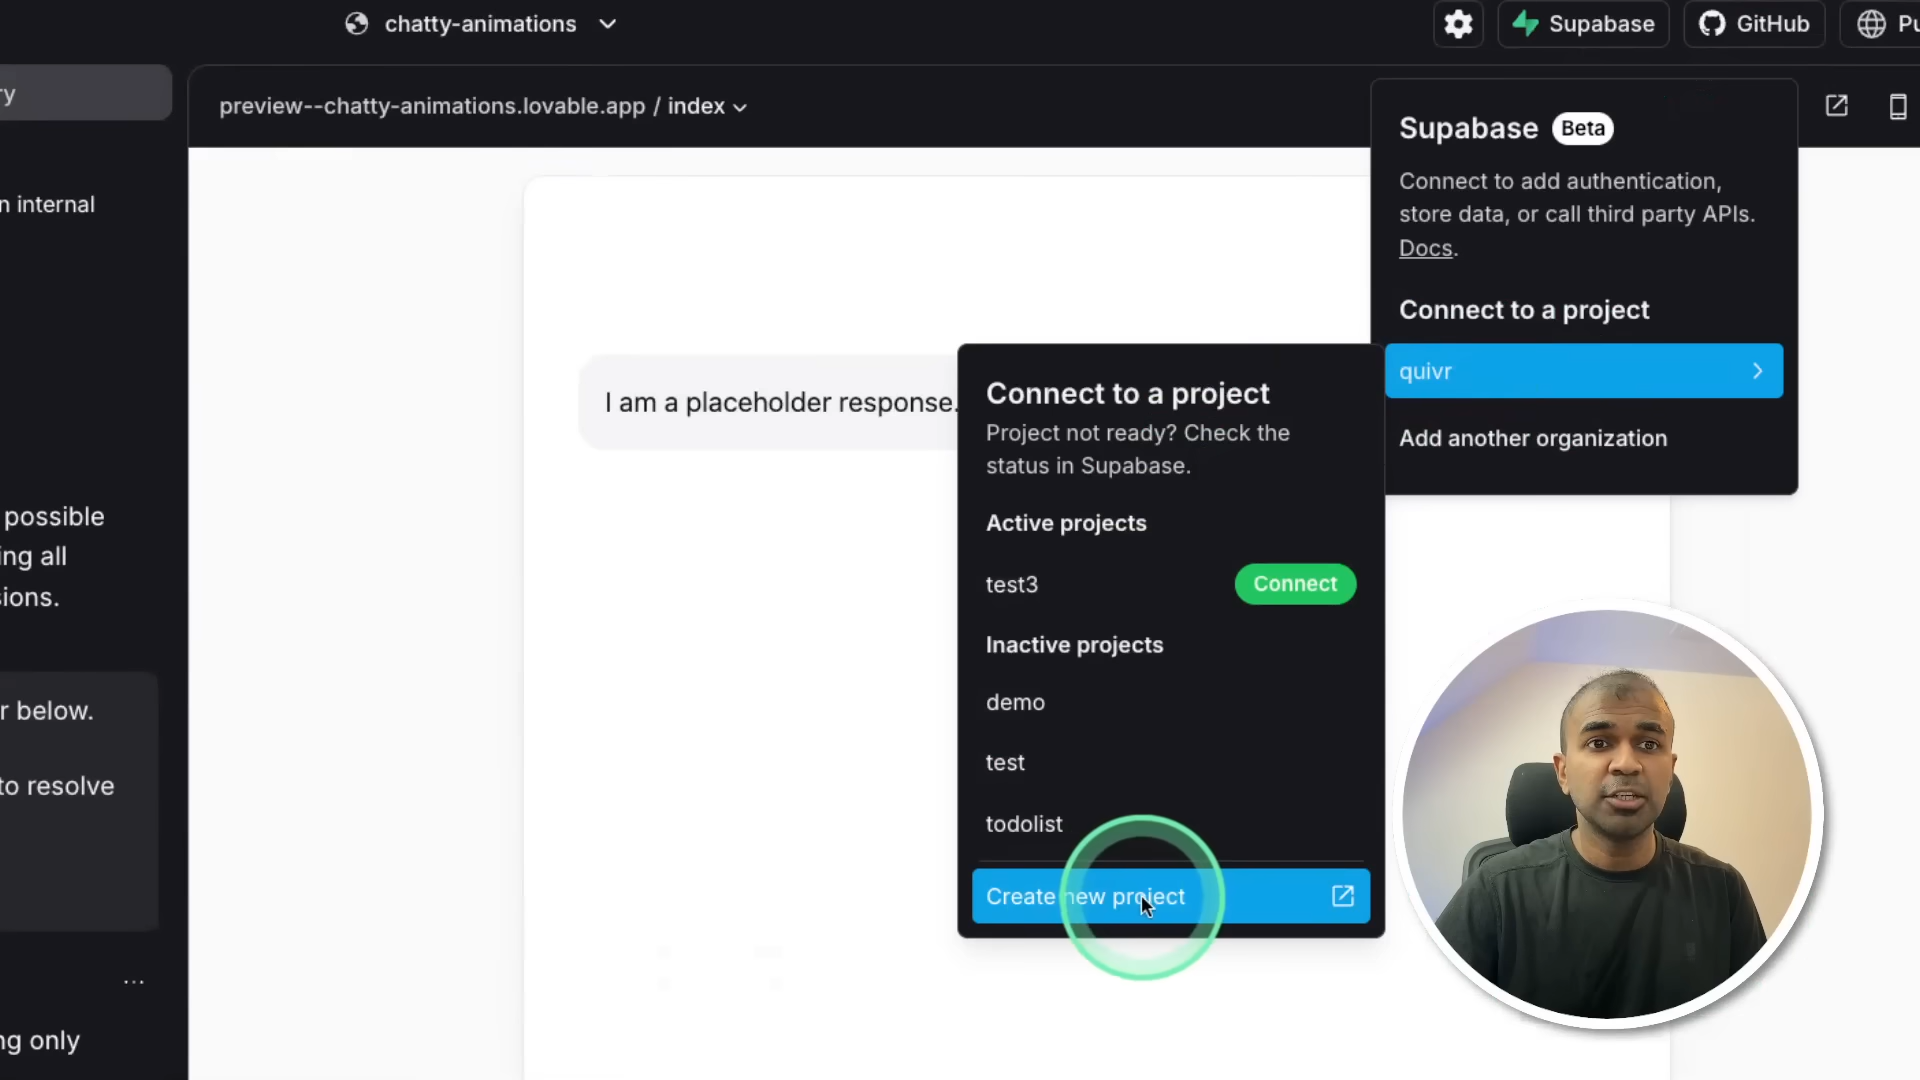 chatty-animations
Supabase
GitHub
Pu
ry
preview--chatty-animations.lovable.app / index
Supabase Beta
Connect to add authentication,
store data, or call third party APIs.
Docs.
n internal
Connect to a project
quivr
Add another organization
I am a placeholder response.
Connect to a project
Project not ready? Check the
status in Supabase.
Active projects
test3
Connect
Inactive projects
demo
test
todolist
Create new project
possible
ing all
sions.
r below.
to resolve
...
ng only